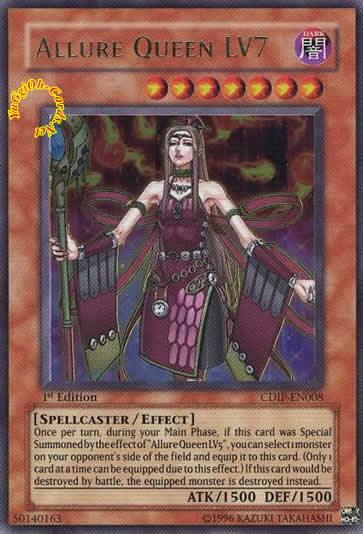 ALLURE QUEEN LV7
DARK
闇
YuGiOh-Cards.Net
1st Edition
CDIP-EN008
[SPELLCASTER / EFFECT]
Once per turn, during your Main Phase, if this card was Special
Summoned by the effect of "Allure Queen LV5", you can select 1 monster
on your opponent's side of the field and equip it to this card. (Only 1
card at a time can be equipped due to this effect.) If this card would be
destroyed by battle, the equipped monster is destroyed instead.
ATK/1500 DEF/1500
50140163
©1996 KAZUKI TAKAHASHI